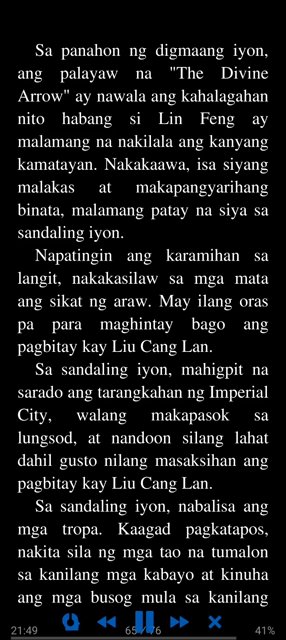 Sa panahon ng digmaang iyon,
ang palayaw na "The Divine
Arrow" ay nawala ang kahalagahan
nito habang si Lin Feng ay
malamang na nakilala ang kanyang
kamatayan. Nakakaawa, isa siyang
malakas at makapangyarihang
binata, malamang patay na siya sa
sandaling iyon.
Napatingin ang karamihan sa
langit, nakakasilaw sa mga mata
ang sikat ng araw. May ilang oras
pa para maghintay bago ang
pagbitay kay Liu Cang Lan.
Sa sandaling iyon, mahigpit na
sarado ang tarangkahan ng Imperial
City, walang makapasok sa
lungsod, at nandoon silang lahat
dahil gusto nilang masaksihan ang
pagbitay kay Liu Cang Lan.
Sa sandaling iyon, nabalisa ang
mga tropa. Kaagad pagkatapos,
nakita sila ng mga tao na tumalon
sa kanilang mga kabayo at kinuha
ang mga busog mula sa kanilang
21:49 41%